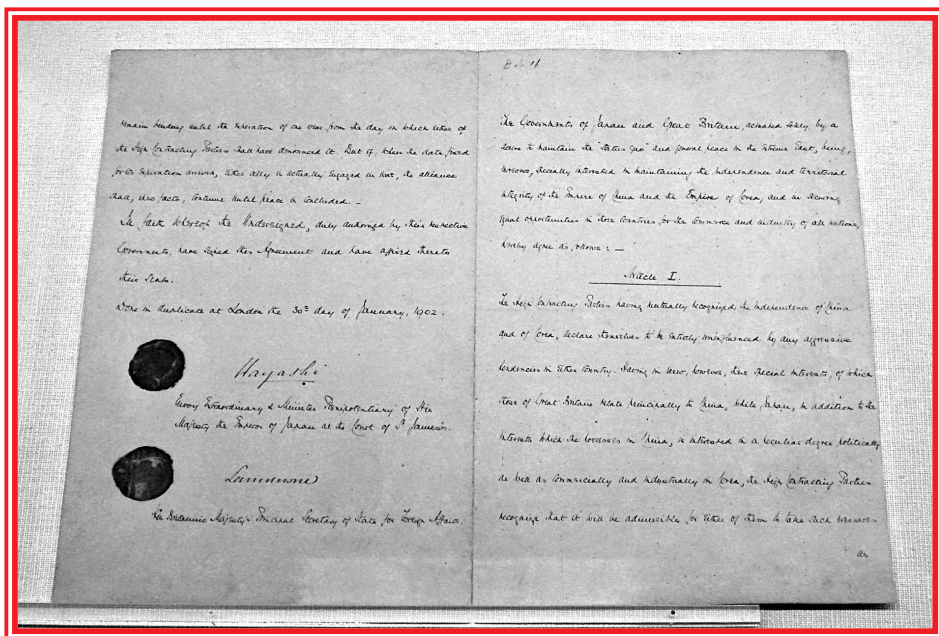 remain binding until the expiration of one year from the day on which either of
the High Contracting Parties shall have denounced it. But if, when the date fixed
for its expiration arrives, either ally is actually engaged in war, the alliance
shall, ipso facto, continue until peace is concluded. –
In faith whereof the Undersigned, duly authorized by their respective
Governments, have signed this Agreement and have affixed thereto
their Seals.
Done in duplicate at London the 30th day of January, 1902.
Hayashi
Envoy Extraordinary & Minister Plenipotentiary of His
Majesty the Emperor of Japan at the Court of St. James's.
Lansdowne
His Britannic Majesty's Principal Secretary of State for Foreign Affairs.
The Governments of Japan and Great Britain, actuated solely by a
desire to maintain the "status quo" and general peace in the Extreme East, being,
moreover, specially interested in maintaining the independence and territorial
integrity of the Empire of China and the Empire of Corea, and in securing
equal opportunities in those countries, for the commerce and industry of all nations,
hereby agree as follows: —
Article I.
The High Contracting Parties having mutually recognized the independence of China
and of Corea, declare themselves to be entirely uninfluenced by any aggressive
tendencies in either country. Having in view, however, their special interests, of which
those of Great Britain relate principally to China, while Japan, in addition to the
interests which she possesses in China, is interested in a peculiar degree politically
as well as commercially and industrially in Corea, the High Contracting Parties
recognize that it will be admissible for either of them to take such measures
as